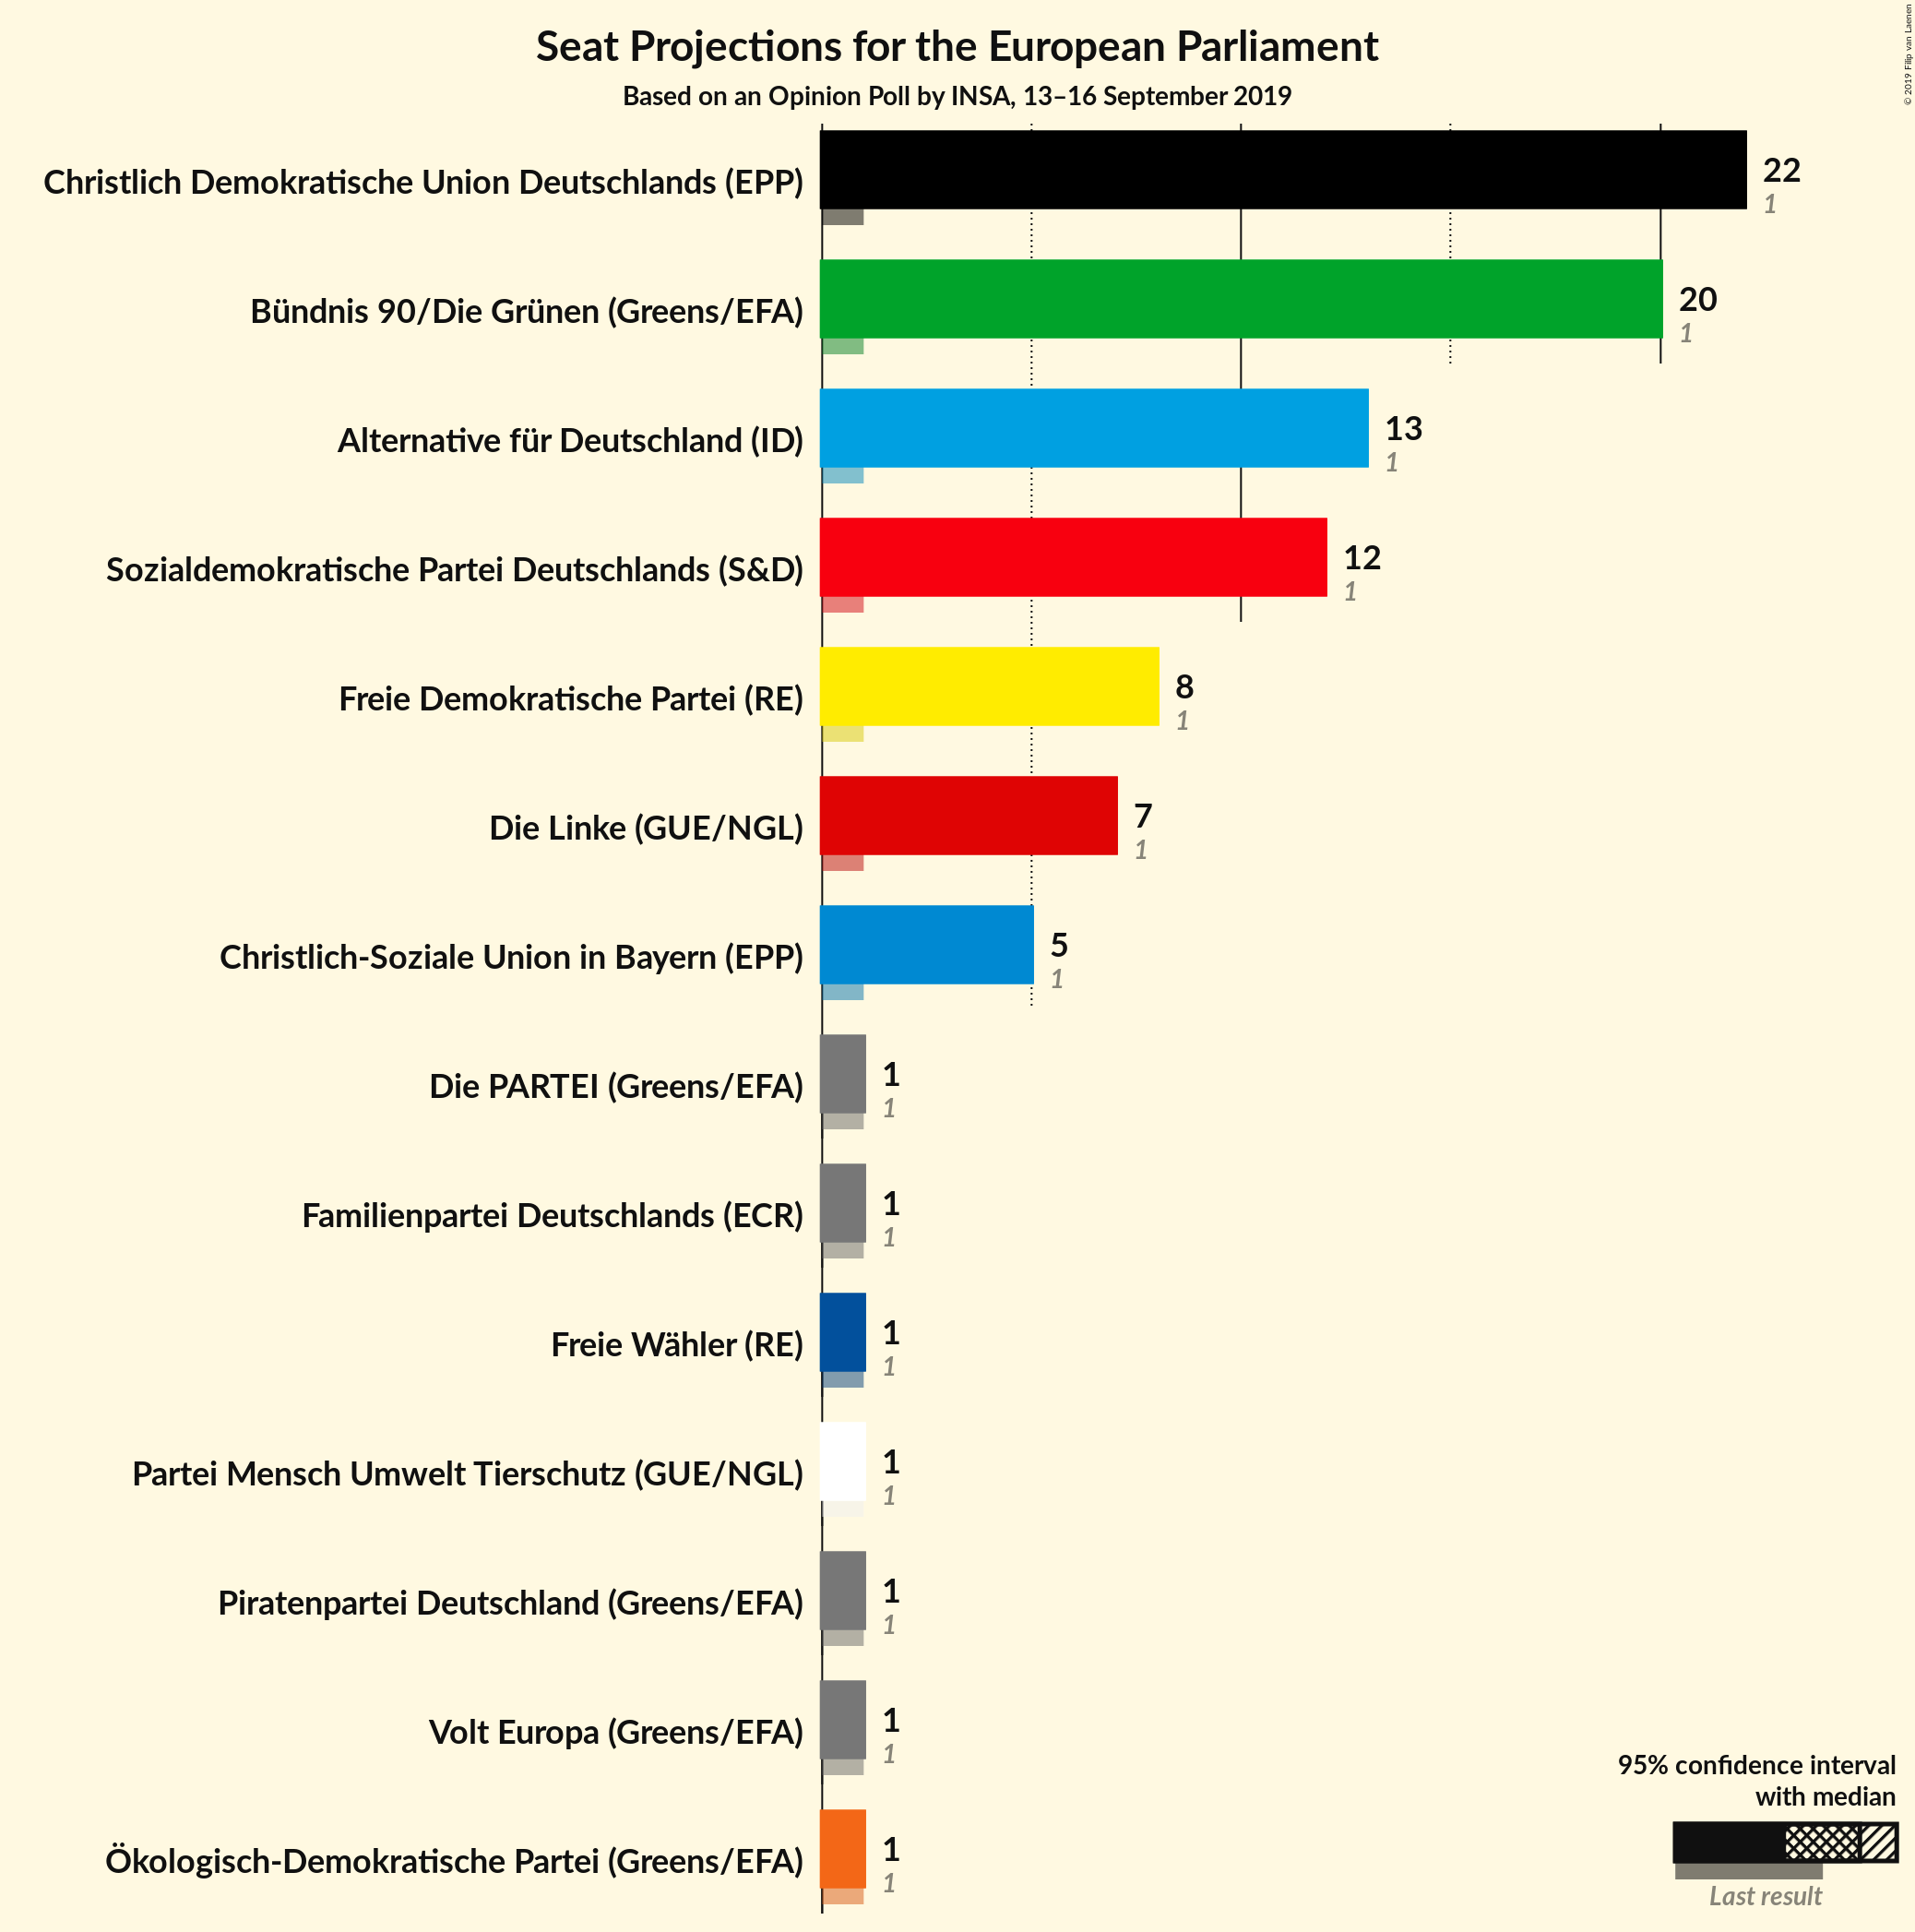 Seat Projections for the European Parliament
Based on an Opinion Poll by INSA, 13–16 September 2019
© 2019 Filip van Laenen
Christlich Demokratische Union Deutschlands (EPP)
22
1
Bündnis 90/Die Grünen (Greens/EFA)
20
1
Alternative für Deutschland (ID)
13
1
Sozialdemokratische Partei Deutschlands (S&D)
12
1
Freie Demokratische Partei (RE)
8
1
Die Linke (GUE/NGL)
7
1
Christlich-Soziale Union in Bayern (EPP)
5
1
Die PARTEI (Greens/EFA)
1
1
Familienpartei Deutschlands (ECR)
1
1
Freie Wähler (RE)
1
1
Partei Mensch Umwelt Tierschutz (GUE/NGL)
1
1
Piratenpartei Deutschland (Greens/EFA)
1
1
Volt Europa (Greens/EFA)
1
1
Ökologisch-Demokratische Partei (Greens/EFA)
1
1
95% confidence interval
with median
Last result